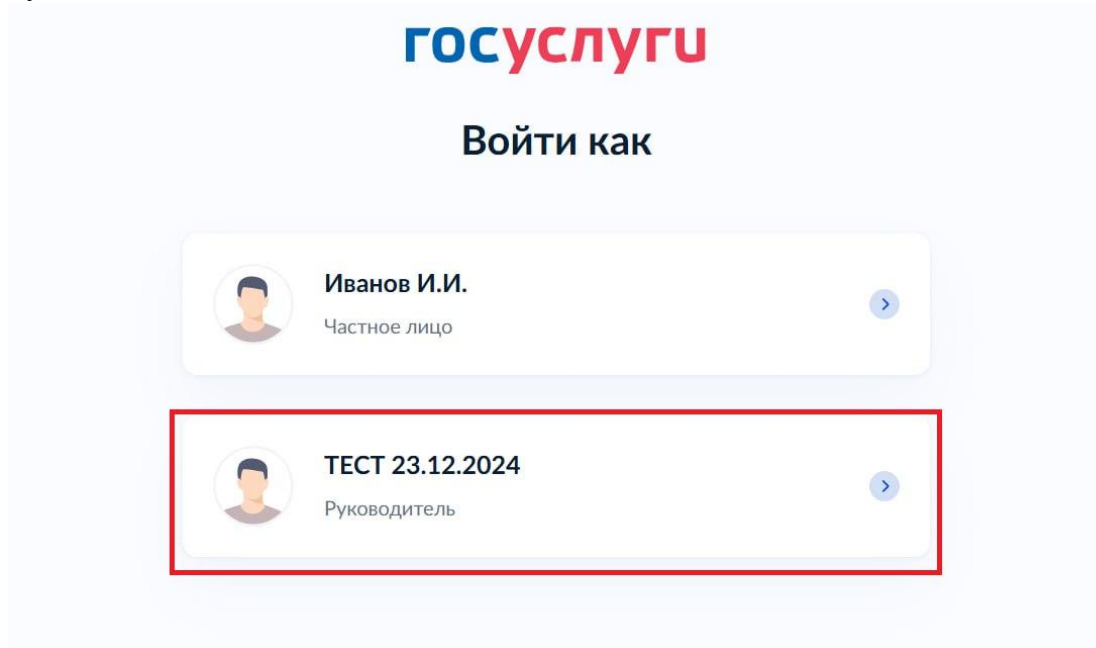 госуслуги
Войти как
Иванов И.И.
Частное лицо
ТЕСТ 23.12.2024
Руководитель